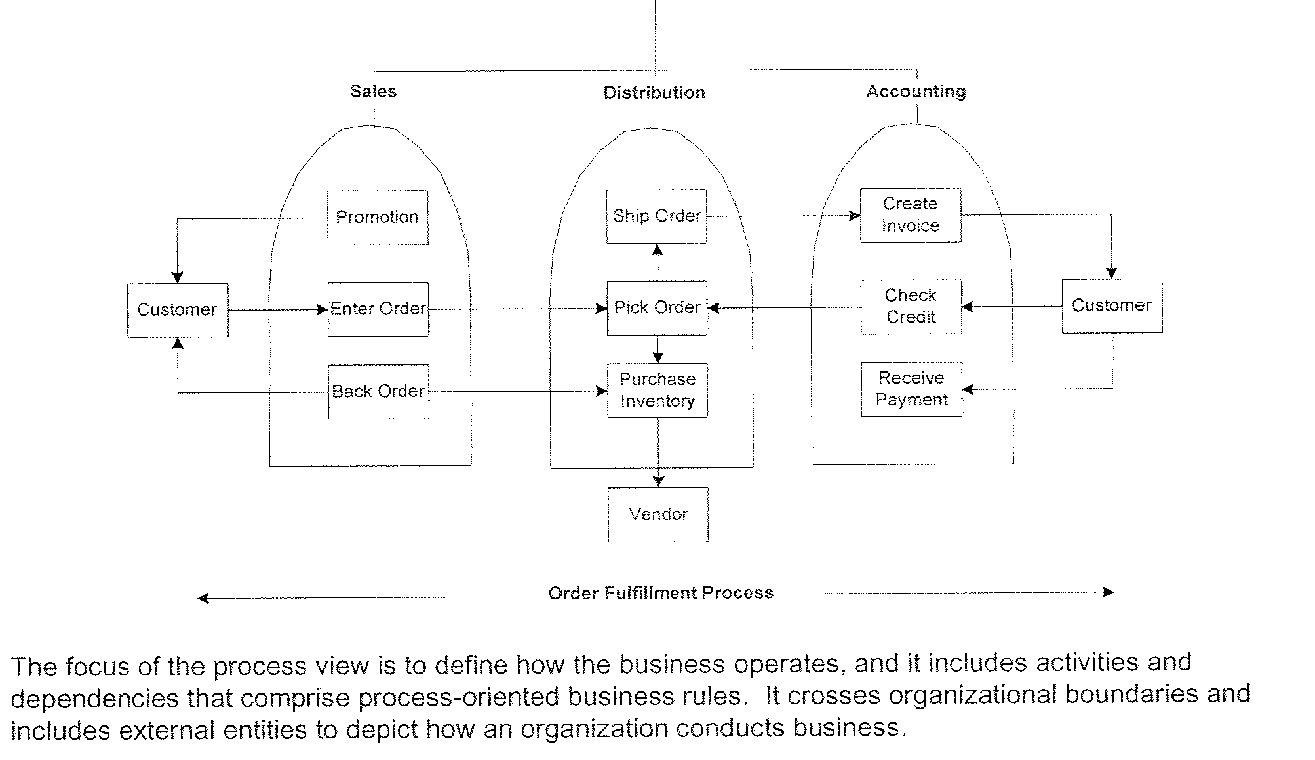 Sales Distribution Accounting
Promotion Ship Order Create
Invoice
Customer Enter Order Pick Order Check
Credit Customer
Back Order Purchase
Inventory Receive
Payment
Vendor
Order Fulfillment Process
The focus of the process view is to define how the business operates, and it includes activities and
dependencies that comprise process-oriented business rules. It crosses organizational boundaries and
includes external entities to depict how an organization conducts business.